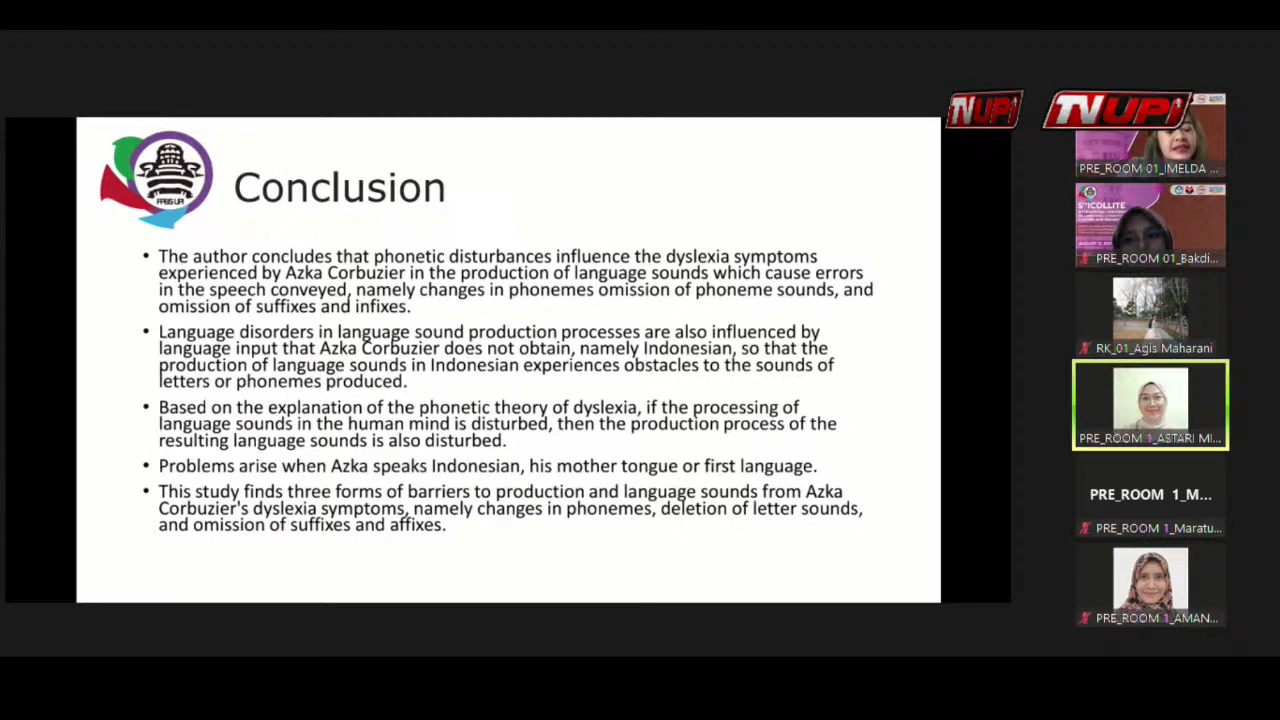 TVUPI
TVUPI
FPBS UPI
Conclusion
• The author concludes that phonetic disturbances influence the dyslexia symptoms
experienced by Azka Corbuzier in the production of language sounds which cause errors
in the speech conveyed, namely changes in phonemes omission of phoneme sounds, and
omission of suffixes and infixes.
• Language disorders in language sound production processes are also influenced by
language input that Azka Corbuzier does not obtain, namely Indonesian, so that the
production of language sounds in Indonesian experiences obstacles to the sounds of
letters or phonemes produced.
• Based on the explanation of the phonetic theory of dyslexia, if the processing of
language sounds in the human mind is disturbed, then the production process of the
resulting language sounds is also disturbed.
• Problems arise when Azka speaks Indonesian, his mother tongue or first language.
• This study finds three forms of barriers to production and language sounds from Azka
Corbuzier's dyslexia symptoms, namely changes in phonemes, deletion of letter sounds,
and omission of suffixes and affixes.
PRE_ROOM 01_IMELDA ...
5th ICOLLITE
PRE_ROOM 01_Bakdi...
RK_01_Agis Maharani
PRE_ROOM 1_ASTARI MI...
PRE_ROOM 1_M...
PRE_ROOM 1_Maratu...
PRE_ROOM 1_AMAN...